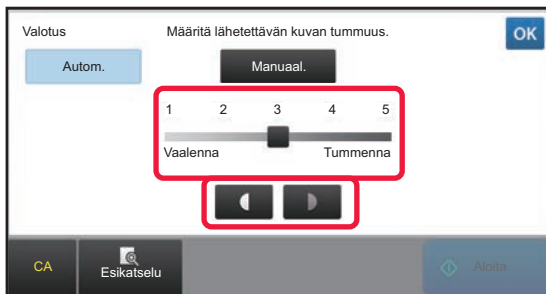 Valotus
Määritä lähetettävän kuvan tummuus.
OK
Autom.
Manuaal.
1 2 3 4 5
Vaalenna
Tummenna
CA
Esikatselu
Aloita